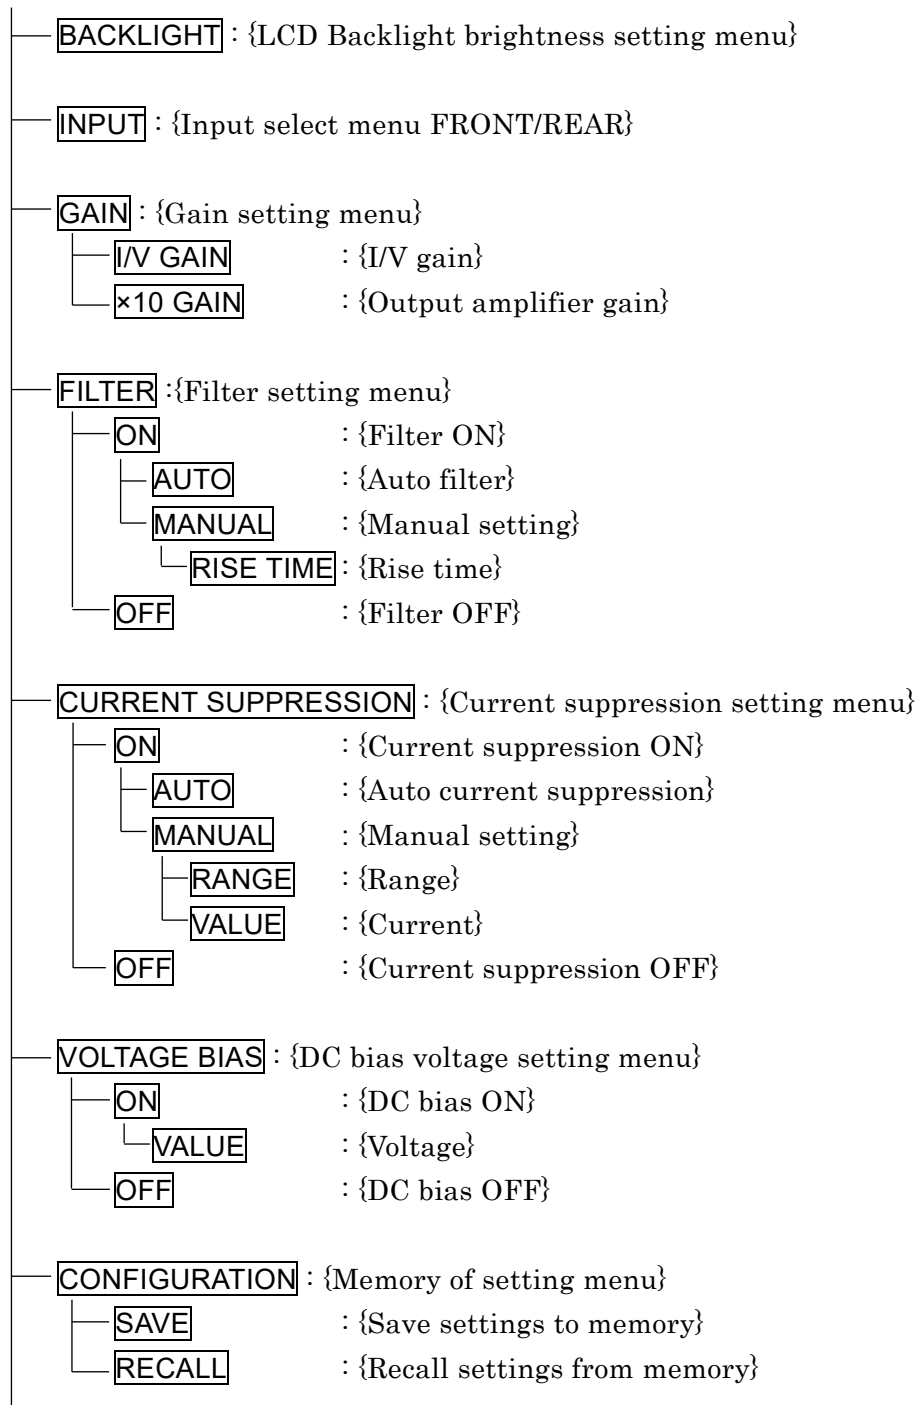 BACKLIGHT : {LCD Backlight brightness setting menu}
INPUT : {Input select menu FRONT/REAR}
GAIN : {Gain setting menu}
I/V GAIN : {I/V gain}
×10 GAIN : {Output amplifier gain}
FILTER :{Filter setting menu}
ON : {Filter ON}
AUTO : {Auto filter}
MANUAL : {Manual setting}
RISE TIME : {Rise time}
OFF : {Filter OFF}
CURRENT SUPPRESSION : {Current suppression setting menu}
ON : {Current suppression ON}
AUTO : {Auto current suppression}
MANUAL : {Manual setting}
RANGE : {Range}
VALUE : {Current}
OFF : {Current suppression OFF}
VOLTAGE BIAS : {DC bias voltage setting menu}
ON : {DC bias ON}
VALUE : {Voltage}
OFF : {DC bias OFF}
CONFIGURATION : {Memory of setting menu}
SAVE : {Save settings to memory}
RECALL : {Recall settings from memory}